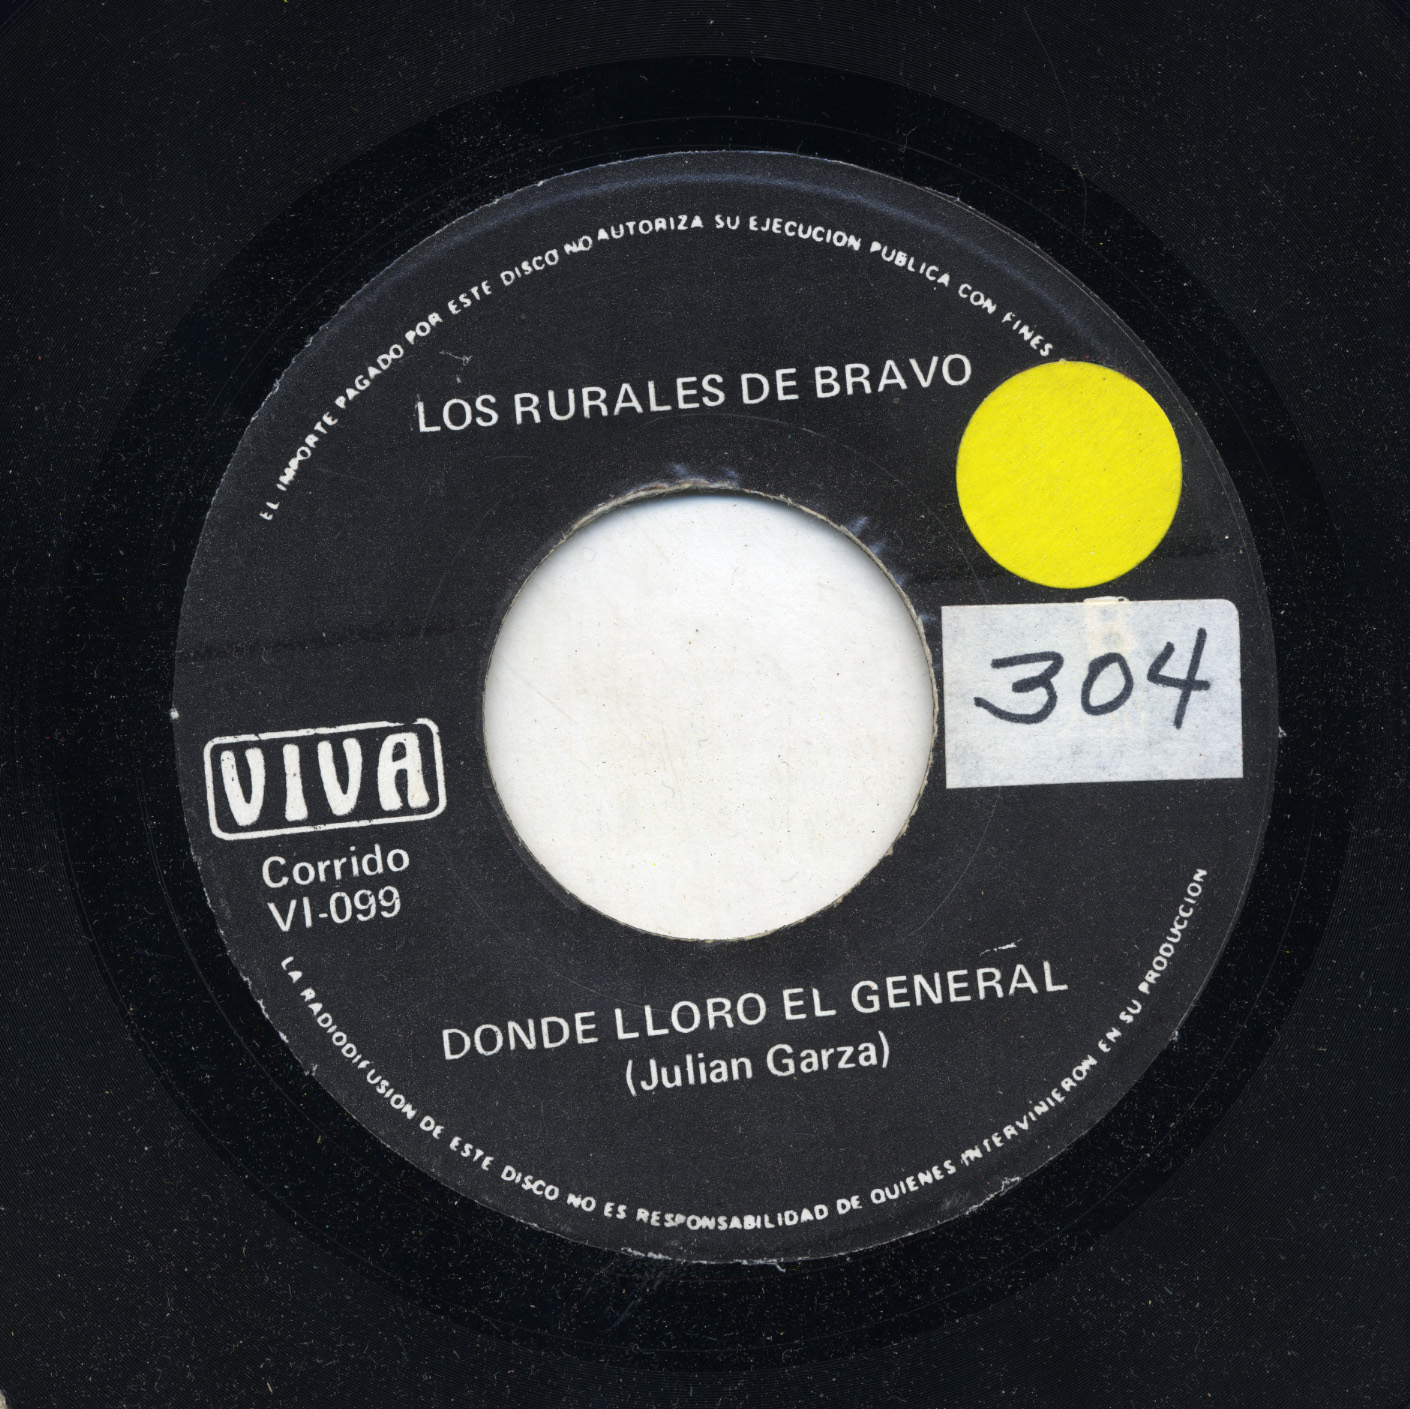 EL IMPORTE PAGADO POR ESTE DISCO NO AUTORIZA SU EJECUCION PUBLICA CON FINES
LOS RURALES DE BRAVO
304
VIVA
Corrido
VI-099
DONDE LLORO EL GENERAL
(Julian Garza)
LA RADIODIFUSION DE ESTE DISCO NO ES RESPONSABILIDAD DE QUIENES INTERVINIERON EN SU PRODUCCION